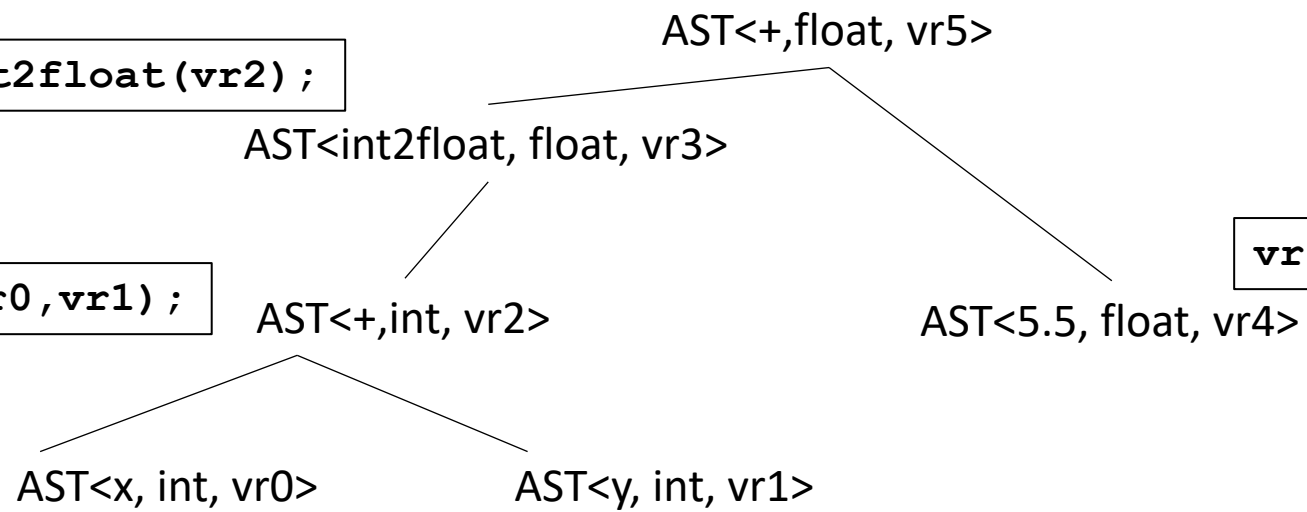 AST<+,float, vr5>
t2float(vr2);
AST<int2float, float, vr3>
vr
r0,vr1);
AST<+,int, vr2>
AST<5.5, float, vr4>
AST<x, int, vr0>
AST<y, int, vr1>